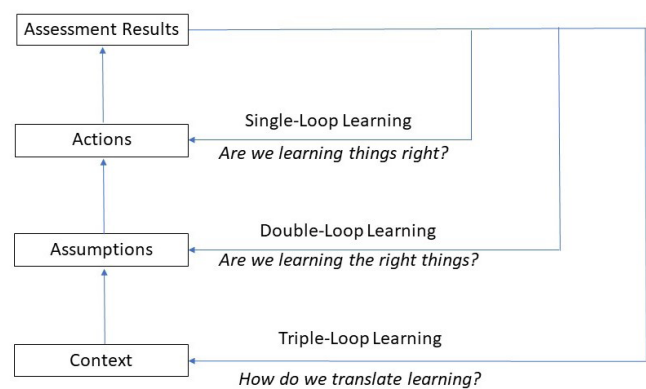 Assessment Results
Single-Loop Learning
Actions
Are we learning things right?
Double-Loop Learning
Assumptions
Are we learning the right things?
Triple-Loop Learning
Context
How do we translate learning?